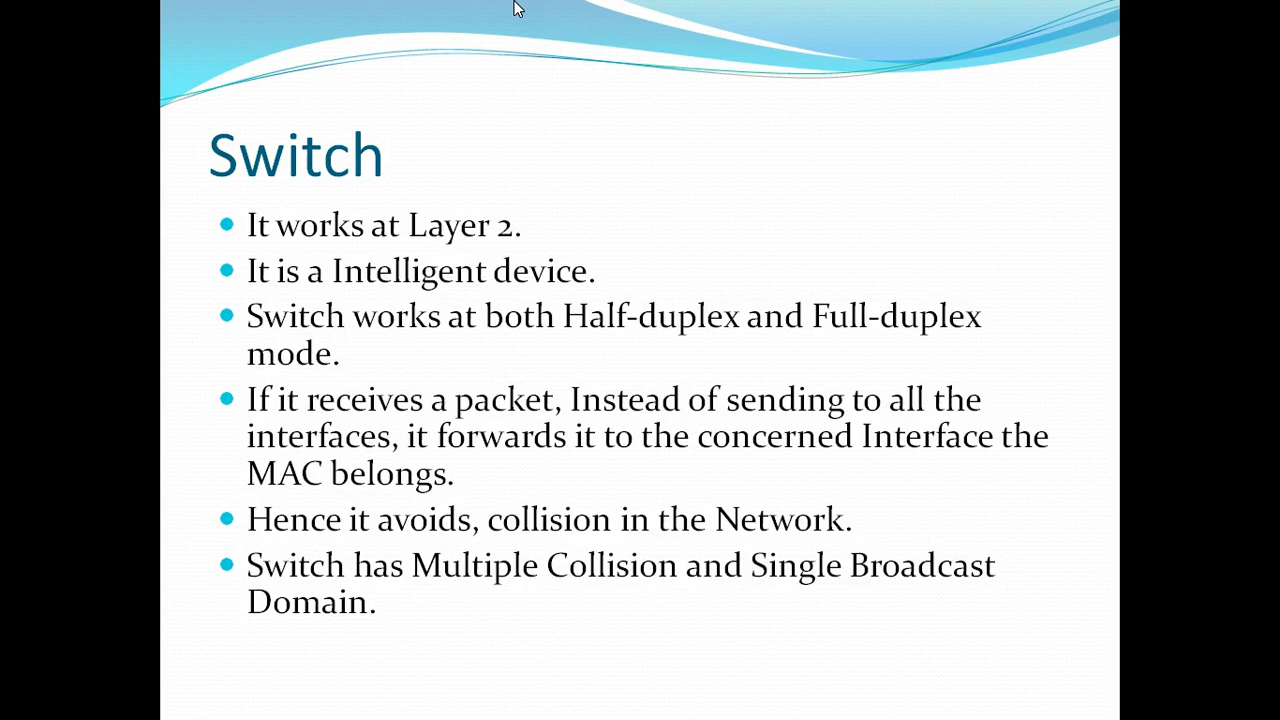 Switch
It works at Layer 2.
It is a Intelligent device.
Switch works at both Half-duplex and Full-duplex
mode.
If it receives a packet, Instead of sending to all the
interfaces, it forwards it to the concerned Interface the
MAC belongs.
Hence it avoids, collision in the Network.
Switch has Multiple Collision and Single Broadcast
Domain.